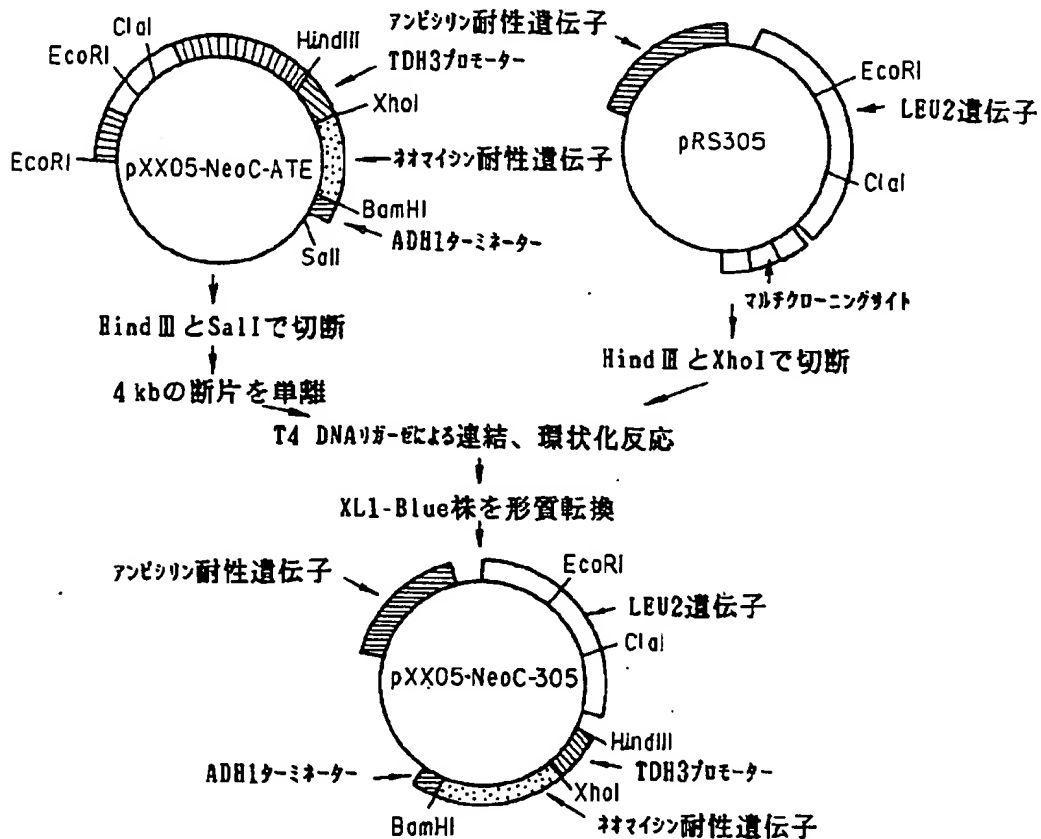 ClaI
EcoRI
HindIII
TDH3プロモーター
XhoI
EcoRI
pXX05-NeoC-ATE
ネオマイシン耐性遺伝子
BamHI
ADH1ターミネーター
SalI
アンピシリン耐性遺伝子
EcoRI
LEU2遺伝子
pRS305
ClaI
マルチクローニングサイト
HindⅢとSalIで切断
4 kbの断片を単離
HindⅢとXhoIで切断
T4 DNAリガーゼによる連結、環状化反応
XL1-Blue株を形質転換
アンピシリン耐性遺伝子
EcoRI
LEU2遺伝子
ClaI
pXX05-NeoC-305
HindIII
TDH3プロモーター
ADH1ターミネーター
XhoI
ネオマイシン耐性遺伝子
BamHI